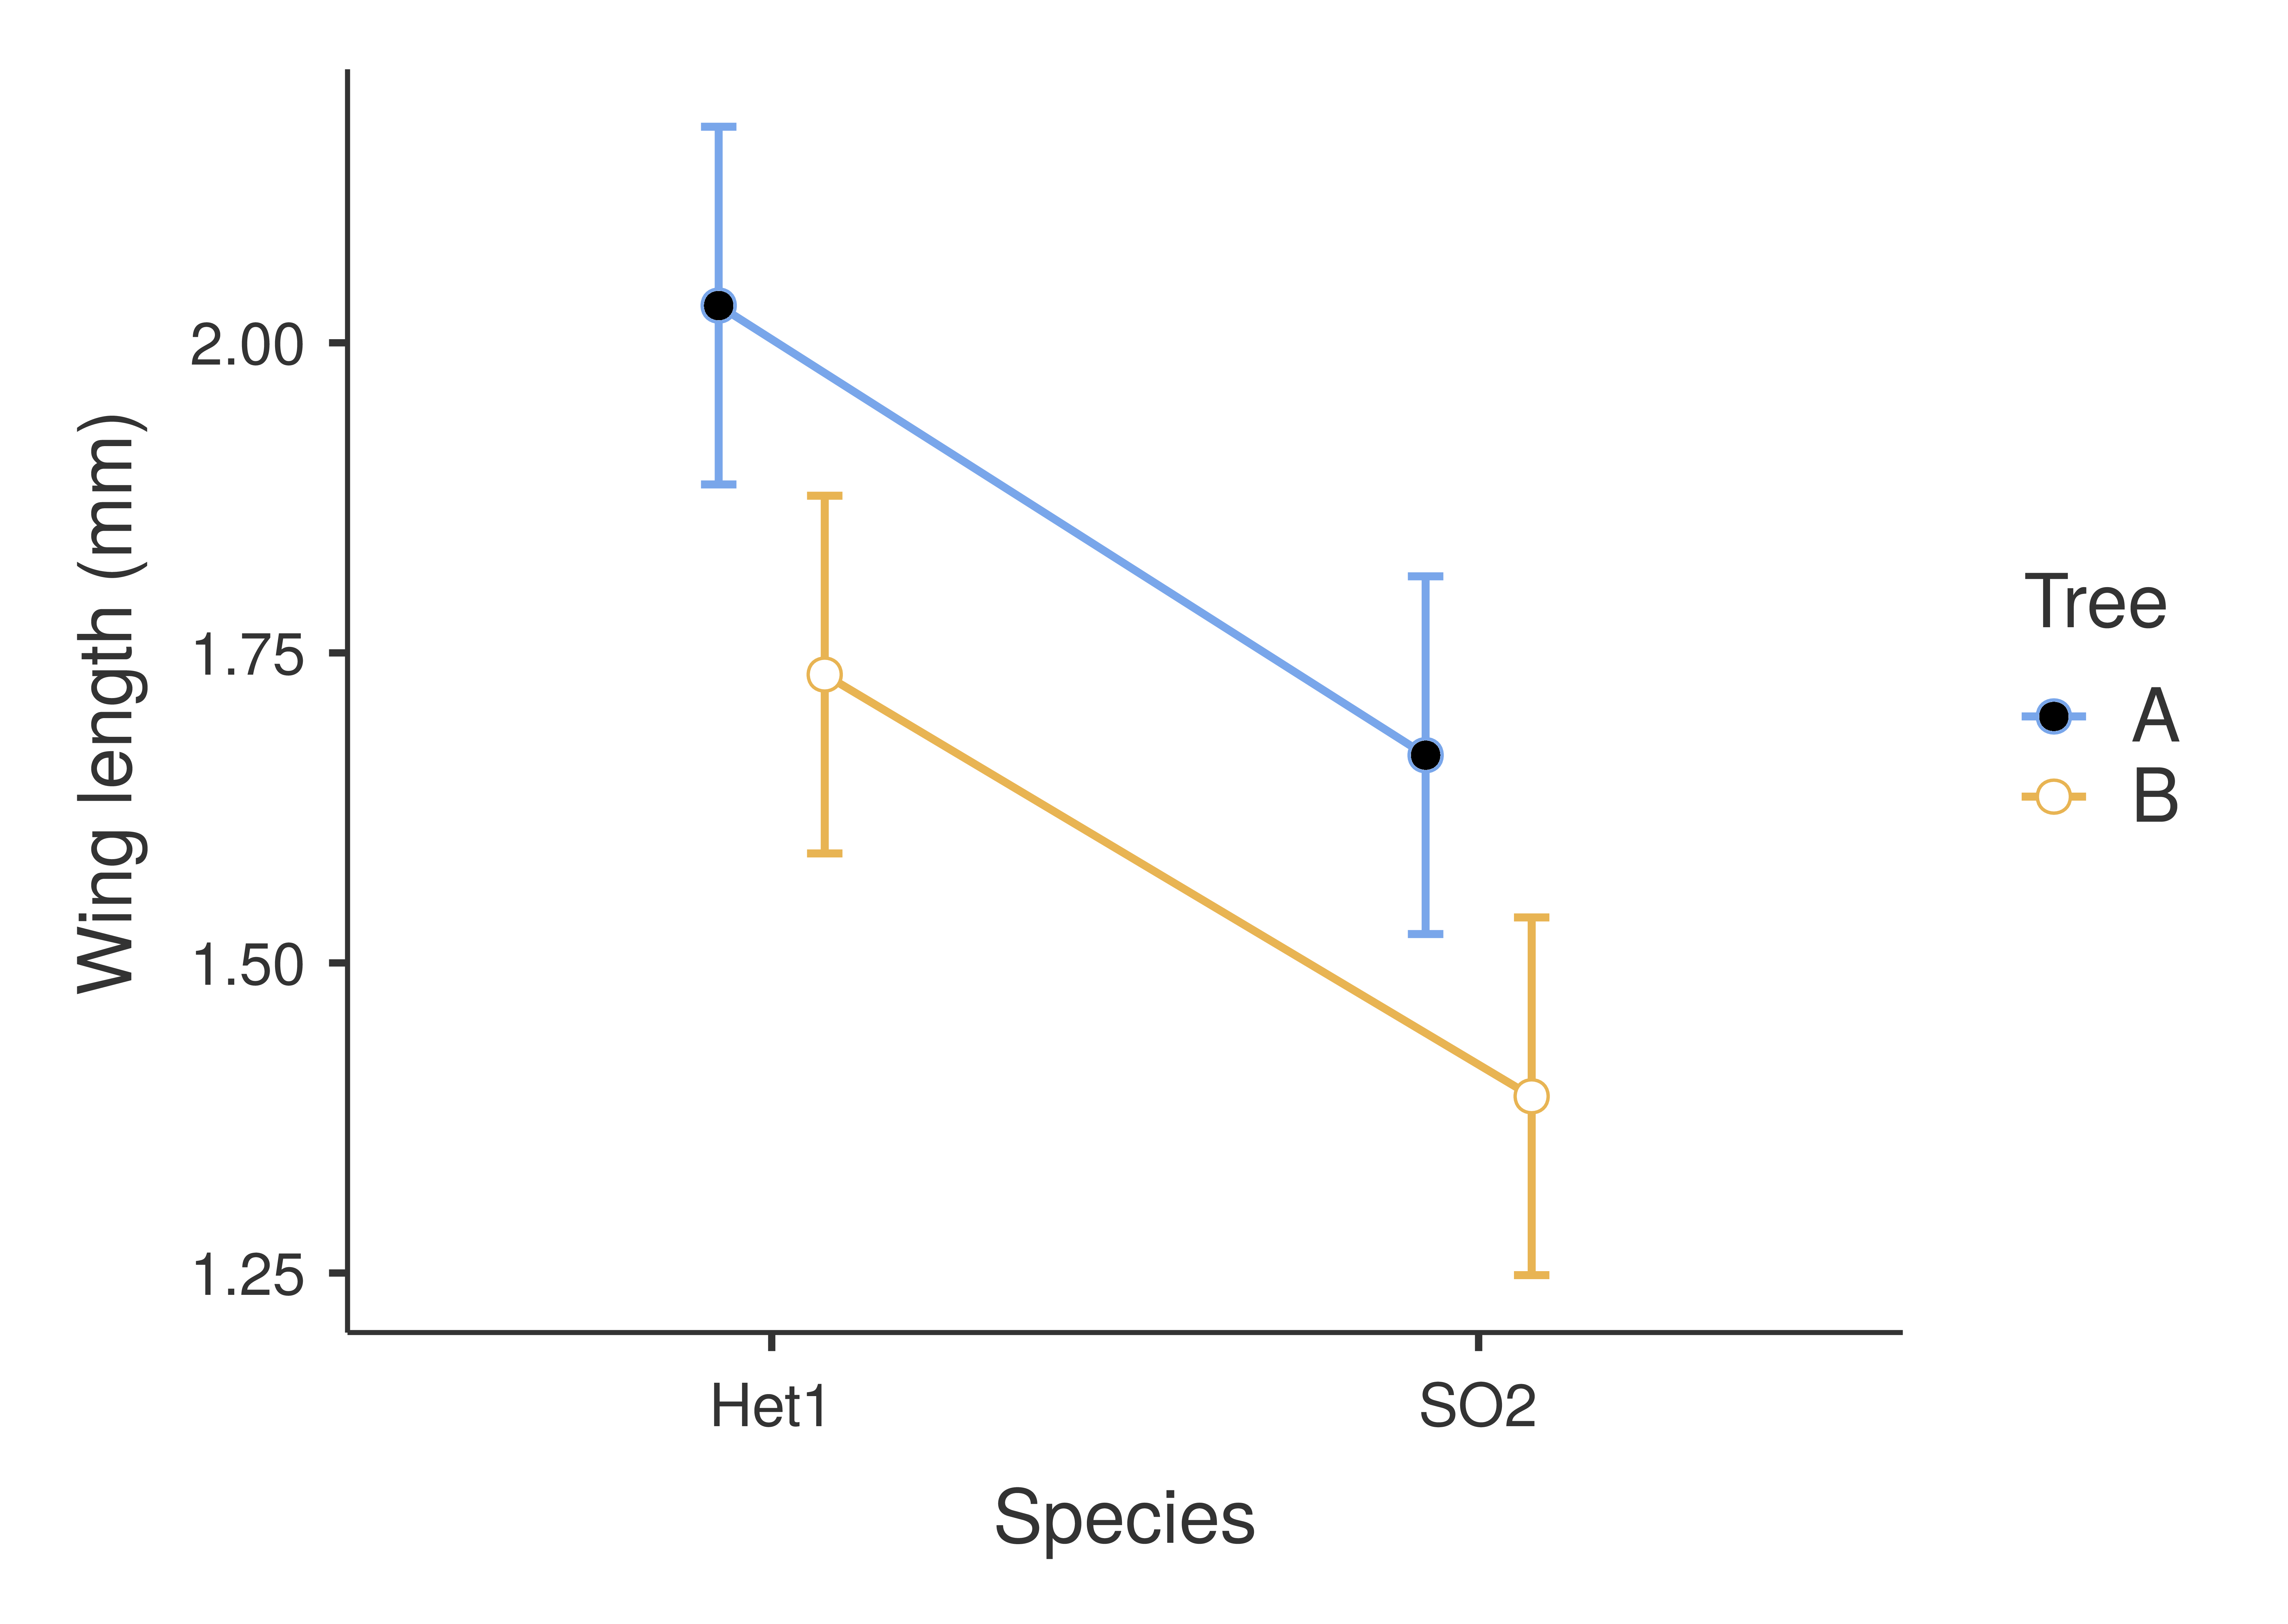 Wing length (mm)
2.00
1.75
1.50
1.25
Het1
SO2
Species
Tree
A
B